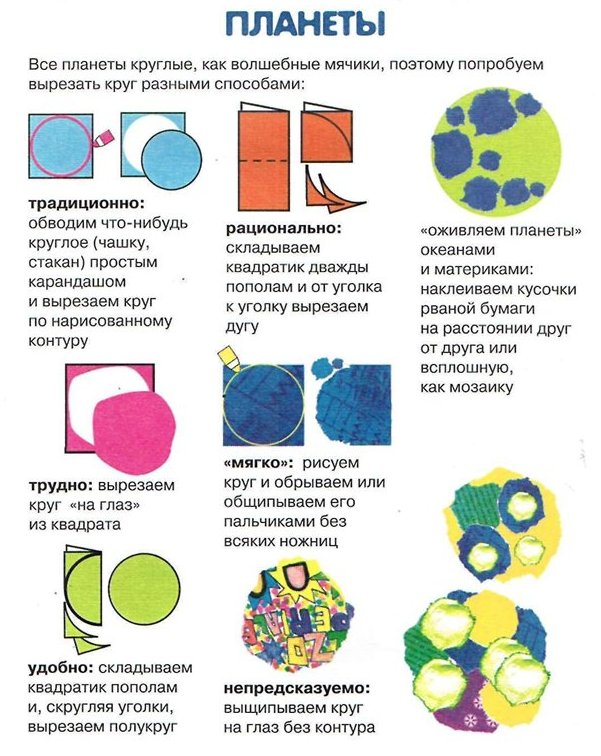 ПЛАНЕТЫ
Все планеты круглые, как волшебные мячики, поэтому попробуем
вырезать круг разными способами:
традиционно:
обводим что-нибудь
круглое (чашку,
стакан) простым
карандашом
и вырезаем круг
по нарисованному
контуру
рационально:
складываем
квадратик дважды
пополам и от уголка
к уголку вырезаем
дугу
«оживляем планеты»
океанами
и материками:
наклеиваем кусочки
рваной бумаги
на расстоянии друг
от друга или
всплошную,
как мозаику
трудно: вырезаем
круг «на глаз»
из квадрата
«мягко»: рисуем
круг и обрываем или
общипываем его
пальчиками без
всяких ножниц
удобно: складываем
квадратик пополам
и, скругляя уголки,
вырезаем полукруг
непредсказуемо:
выщипываем круг
на глаз без контура